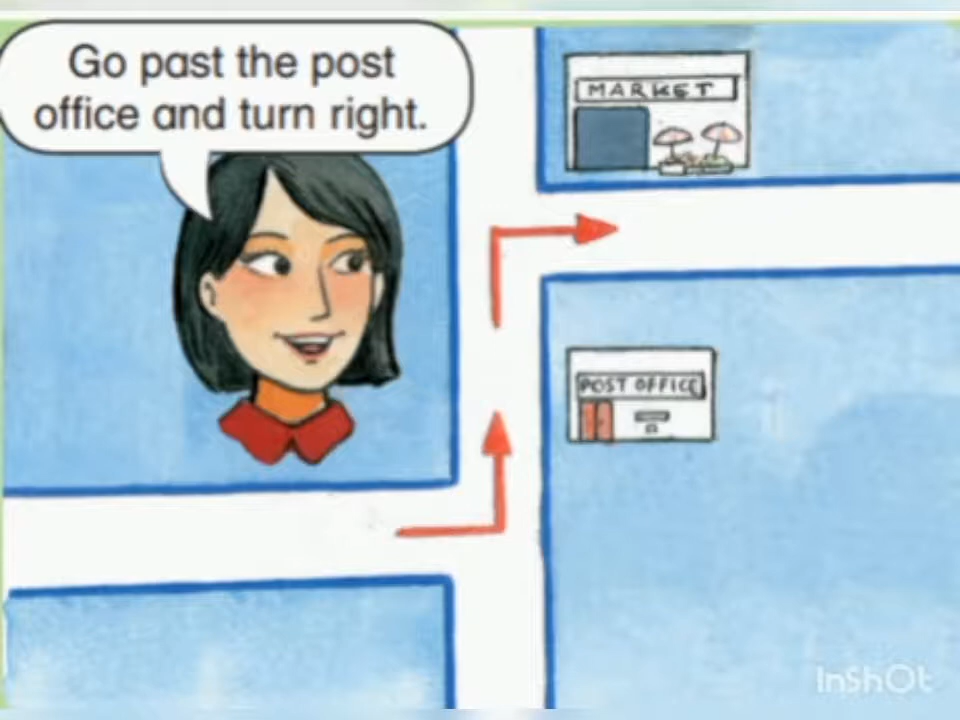 Go past the post
office and turn right.
MARKET
POST OFFICE
InShOt